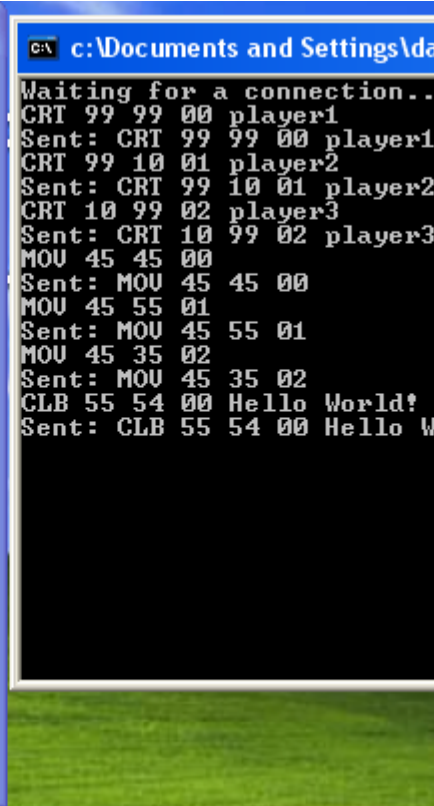 c:\Documents and Settings\da
Waiting for a connection..
CRT 99 99 00 player1
Sent: CRT 99 99 00 player1
CRT 99 10 01 player2
Sent: CRT 99 10 01 player2
CRT 10 99 02 player3
Sent: CRT 10 99 02 player3
MOV 45 45 00
Sent: MOV 45 45 00
MOV 45 55 01
Sent: MOV 45 55 01
MOV 45 35 02
Sent: MOV 45 35 02
CLB 55 54 00 Hello World!
Sent: CLB 55 54 00 Hello W